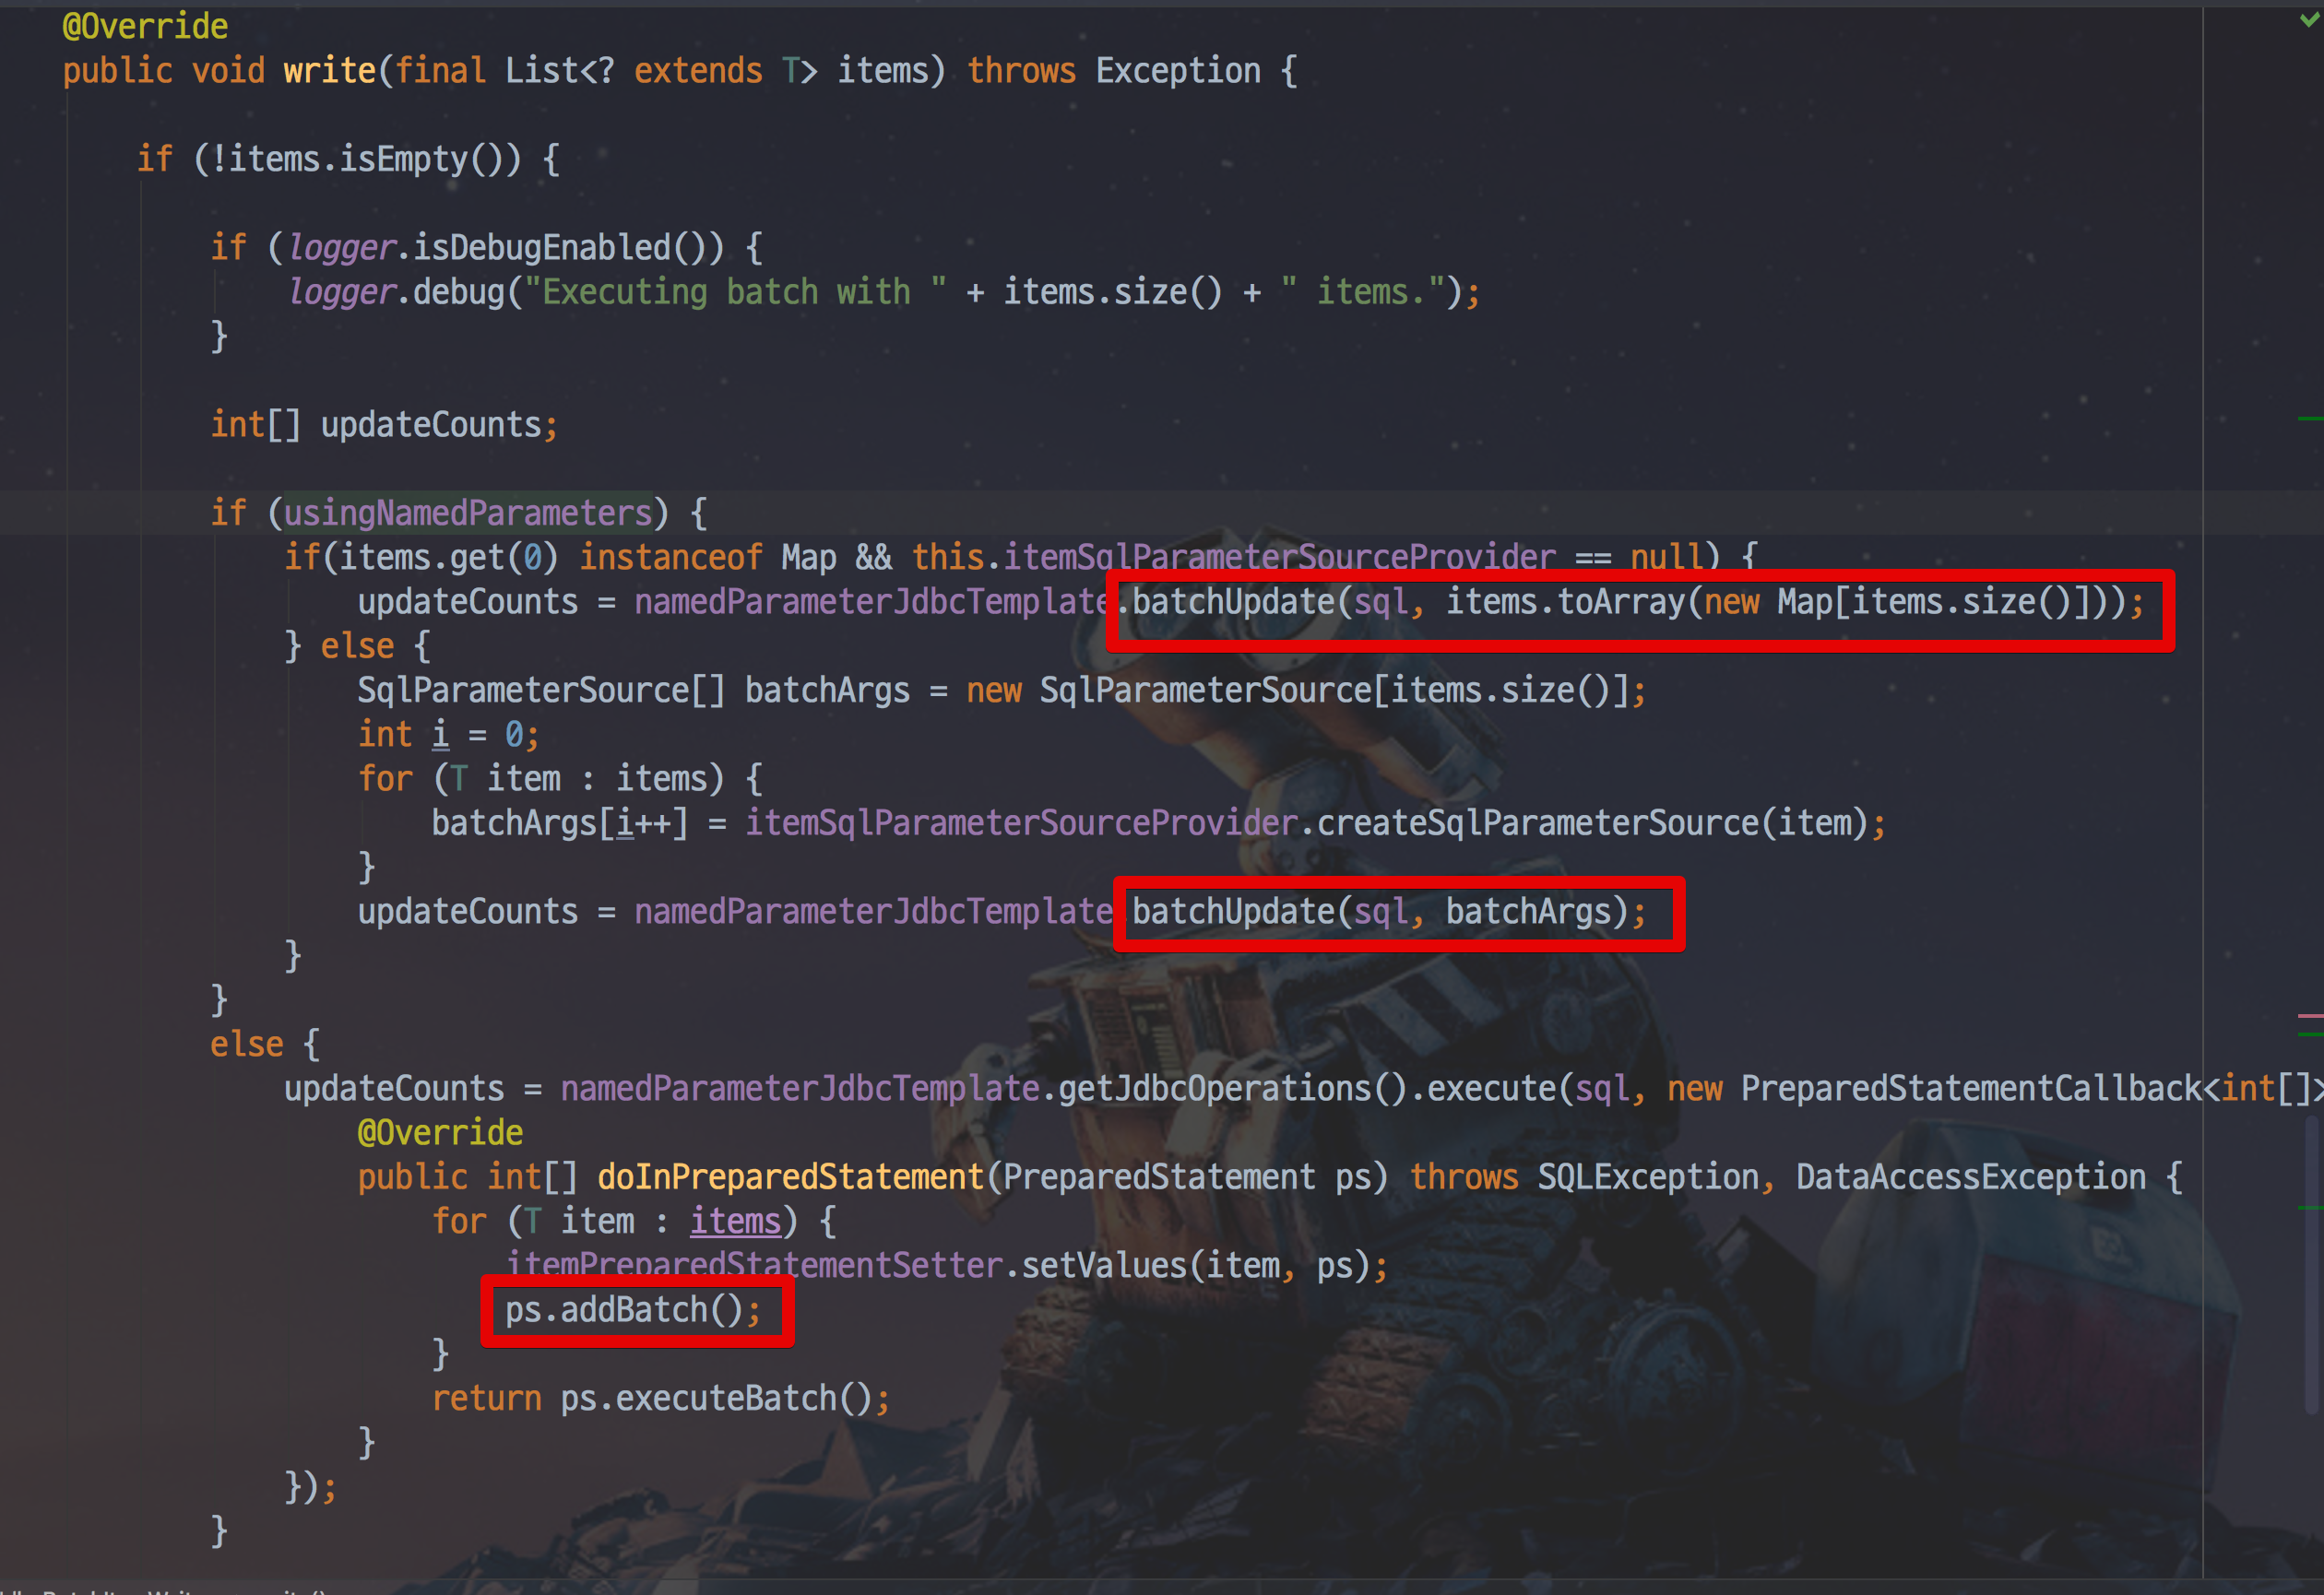 @Override
public void write(final List<? extends T> items) throws Exception {
if (!items.isEmpty()) {
if (logger.isDebugEnabled()) {
logger.debug("Executing batch with " + items.size() + " items.");
}
int[] updateCounts;
if (usingNamedParameters) {
if(items.get(0) instanceof Map && this.itemSqlParameterSourceProvider == null) {
updateCounts = namedParameterJdbcTemplate.batchUpdate(sql, items.toArray(new Map[items.size()]));
} else {
SqlParameterSource[] batchArgs = new SqlParameterSource[items.size()];
int i = 0;
for (T item : items) {
batchArgs[i++] = itemSqlParameterSourceProvider.createSqlParameterSource(item);
}
updateCounts = namedParameterJdbcTemplate.batchUpdate(sql, batchArgs);
}
}
else {
updateCounts = namedParameterJdbcTemplate.getJdbcOperations().execute(sql, new PreparedStatementCallback<int[]>
@Override
public int[] doInPreparedStatement(PreparedStatement ps) throws SQLException, DataAccessException {
for (T item : items) {
itemPreparedStatementSetter.setValues(item, ps);
ps.addBatch();
}
return ps.executeBatch();
}
});
}